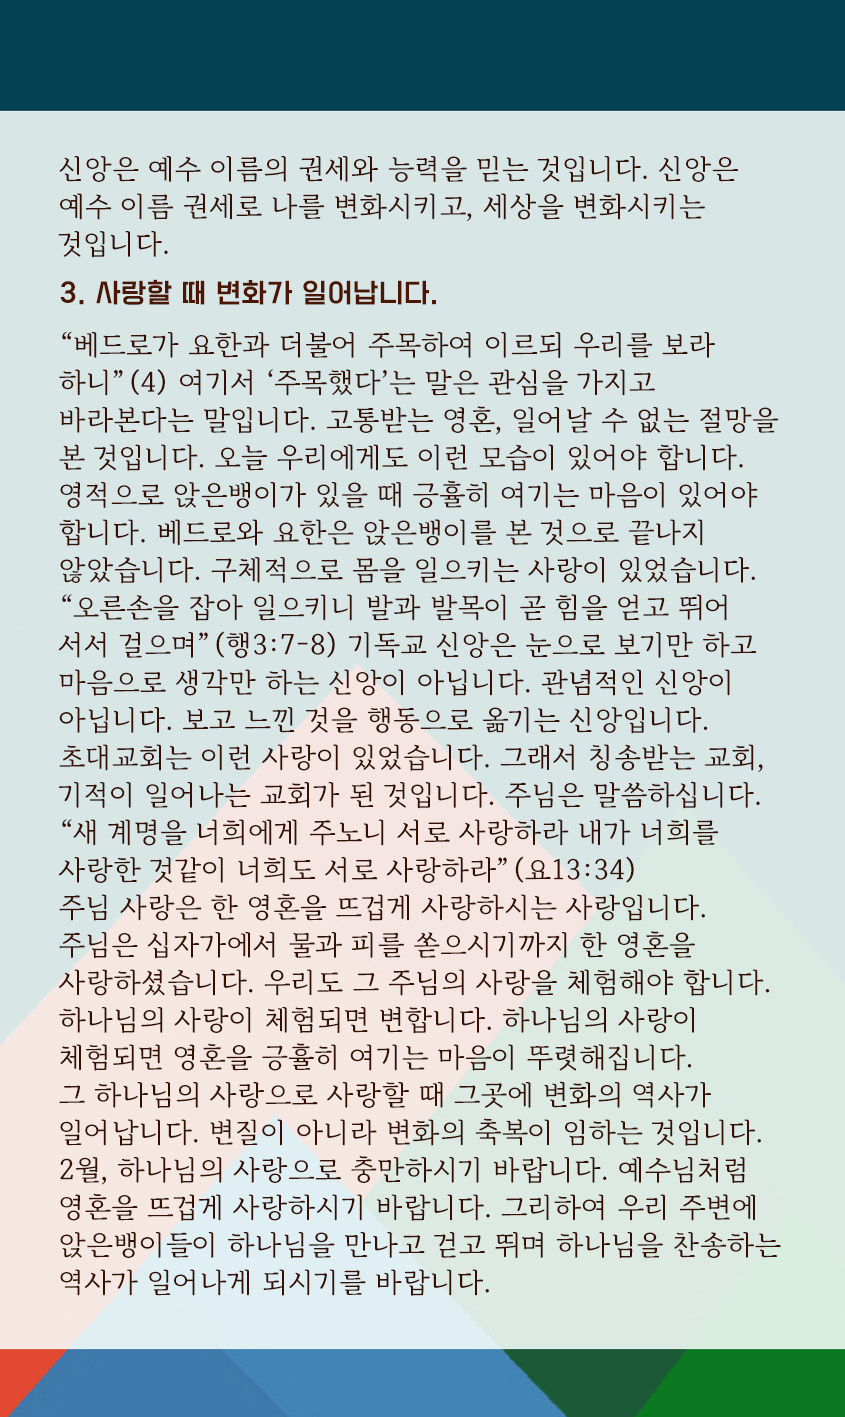 신앙은 예수 이름의 권세와 능력을 믿는 것입니다. 신앙은
예수 이름 권세로 나를 변화시키고, 세상을 변화시키는
것입니다.
3. 사랑할 때 변화가 일어납니다.
“베드로가 요한과 더불어 주목하여 이르되 우리를 보라
하니”(4) 여기서 ‘주목했다’는 말은 관심을 가지고
바라본다는 말입니다. 고통받는 영혼, 일어날 수 없는 절망을
본 것입니다. 오늘 우리에게도 이런 모습이 있어야 합니다.
영적으로 앉은뱅이가 있을 때 긍휼히 여기는 마음이 있어야
합니다. 베드로와 요한은 앉은뱅이를 본 것으로 끝나지
않았습니다. 구체적으로 몸을 일으키는 사랑이 있었습니다.
“오른손을 잡아 일으키니 발과 발목이 곧 힘을 얻고 뛰어
서서 걸으며”(행3:7-8) 기독교 신앙은 눈으로 보기만 하고
마음으로 생각만 하는 신앙이 아닙니다. 관념적인 신앙이
아닙니다. 보고 느낀 것을 행동으로 옮기는 신앙입니다.
초대교회는 이런 사랑이 있었습니다. 그래서 칭송받는 교회,
기적이 일어나는 교회가 된 것입니다. 주님은 말씀하십니다.
“새 계명을 너희에게 주노니 서로 사랑하라 내가 너희를
사랑한 것같이 너희도 서로 사랑하라”(요13:34)
주님 사랑은 한 영혼을 뜨겁게 사랑하시는 사랑입니다.
주님은 십자가에서 물과 피를 쏟으시기까지 한 영혼을
사랑하셨습니다. 우리도 그 주님의 사랑을 체험해야 합니다.
하나님의 사랑이 체험되면 변합니다. 하나님의 사랑이
체험되면 영혼을 긍휼히 여기는 마음이 뚜렷해집니다.
그 하나님의 사랑으로 사랑할 때 그곳에 변화의 역사가
일어납니다. 변질이 아니라 변화의 축복이 임하는 것입니다.
2월, 하나님의 사랑으로 충만하시기 바랍니다. 예수님처럼
영혼을 뜨겁게 사랑하시기 바랍니다. 그리하여 우리 주변에
앉은뱅이들이 하나님을 만나고 걷고 뛰며 하나님을 찬송하는
역사가 일어나게 되시기를 바랍니다.